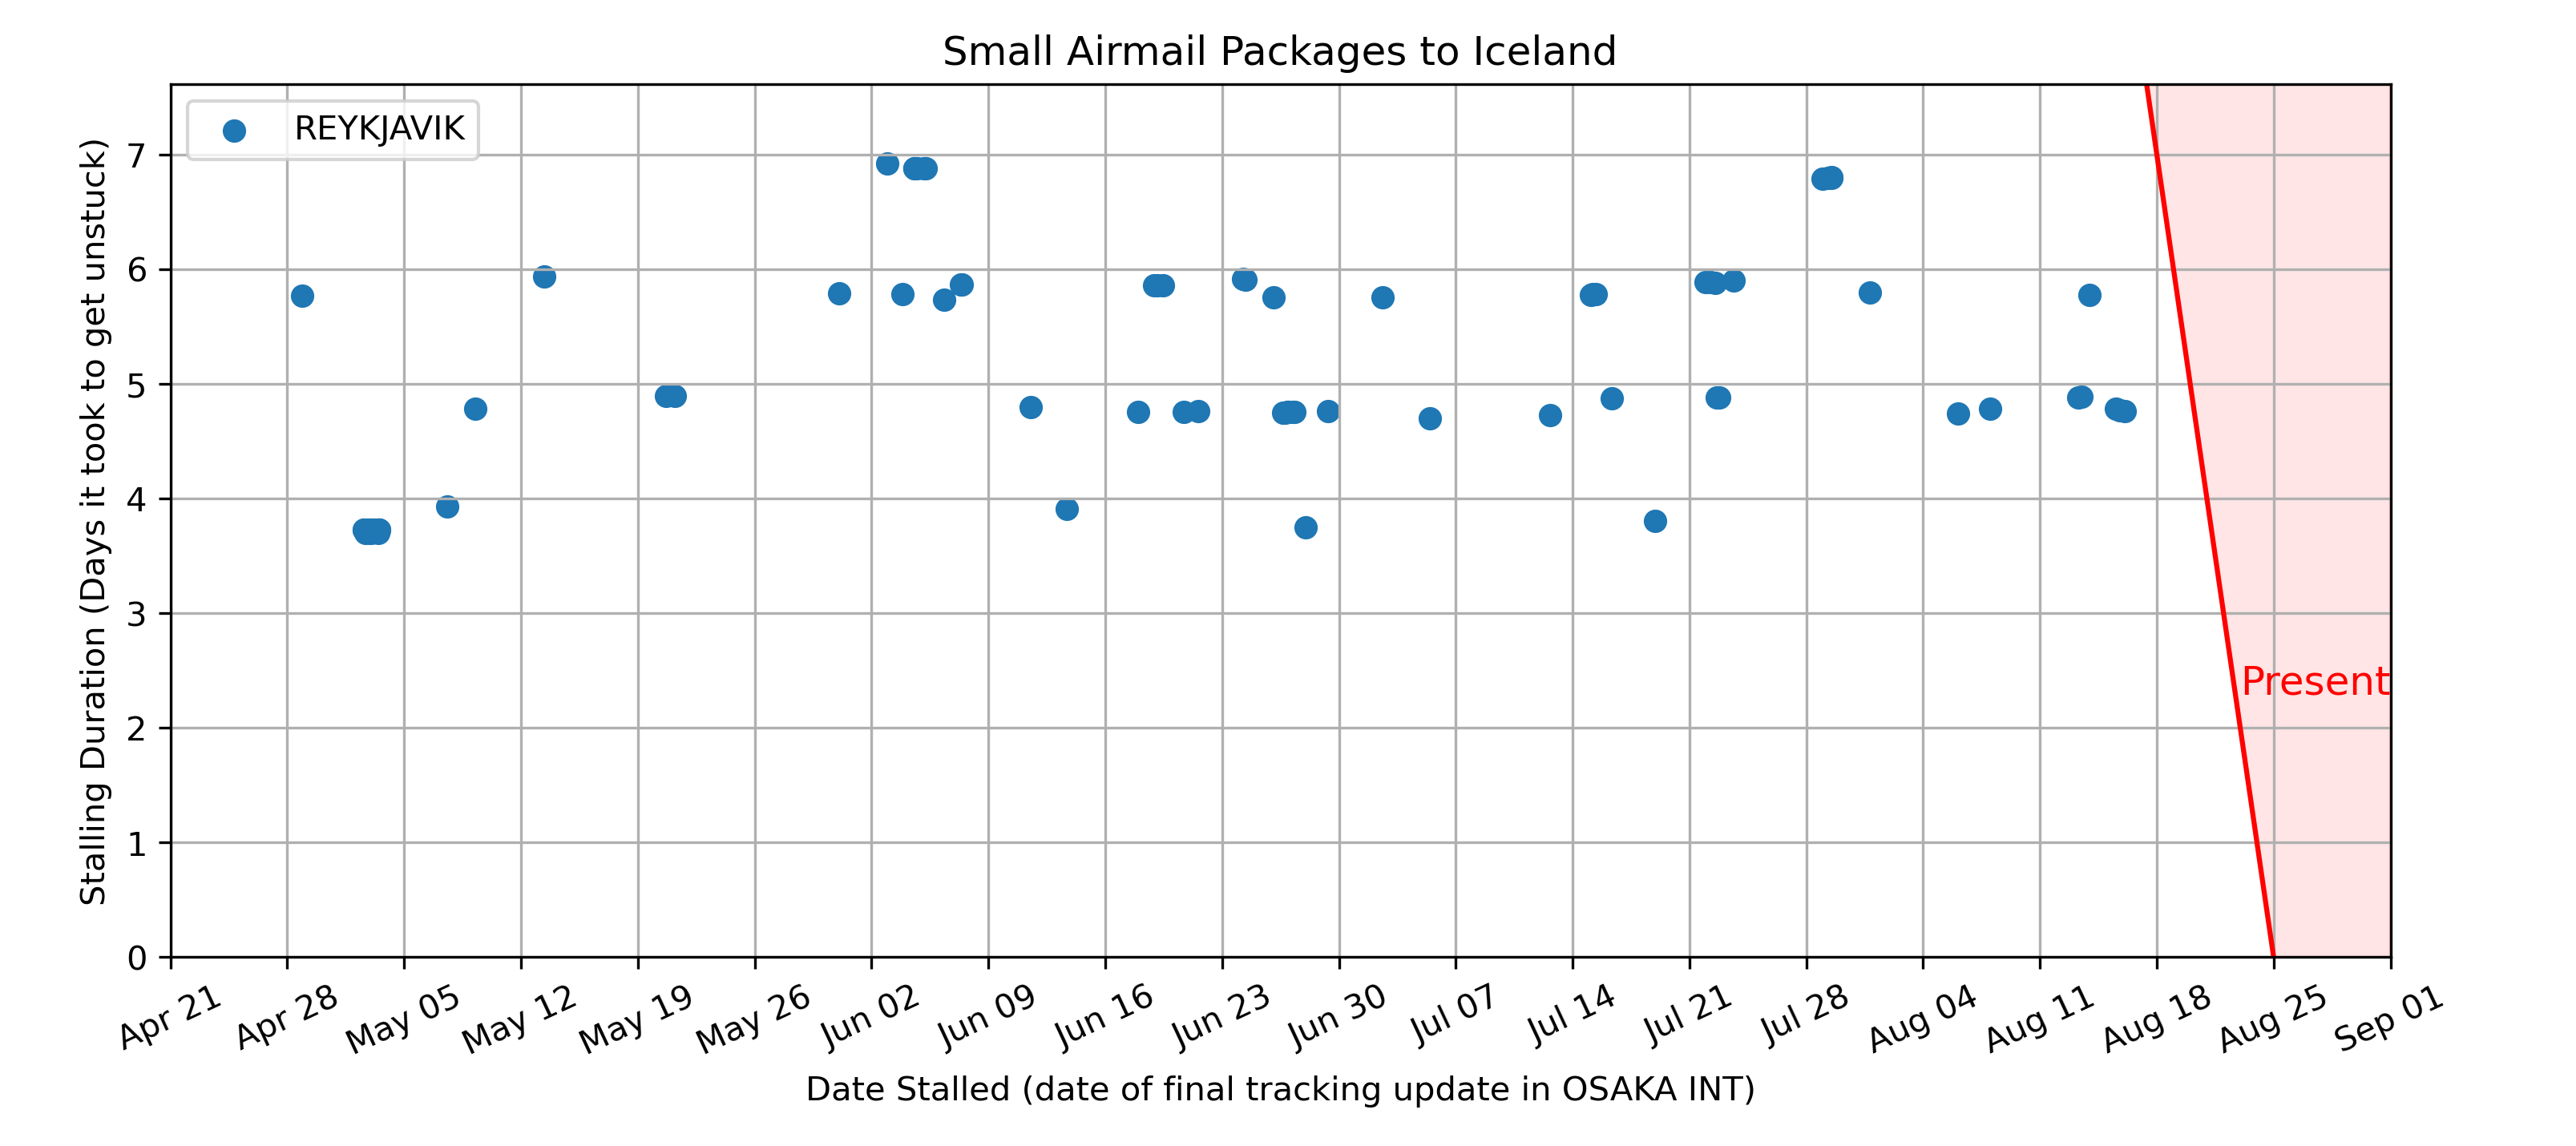 Small Airmail Packages to Iceland
REYKJAVIK
Stalling Duration (Days it took to get unstuck)
7
6
5
4
3
2
1
0
Present
Apr 21 Apr 28 May 05 May 12 May 19 May 26 Jun 02 Jun 09 Jun 16 Jun 23 Jun 30 Jul 07 Jul 14 Jul 21 Jul 28 Aug 04 Aug 11 Aug 18 Aug 25 Sep 01
Date Stalled (date of final tracking update in OSAKA INT)